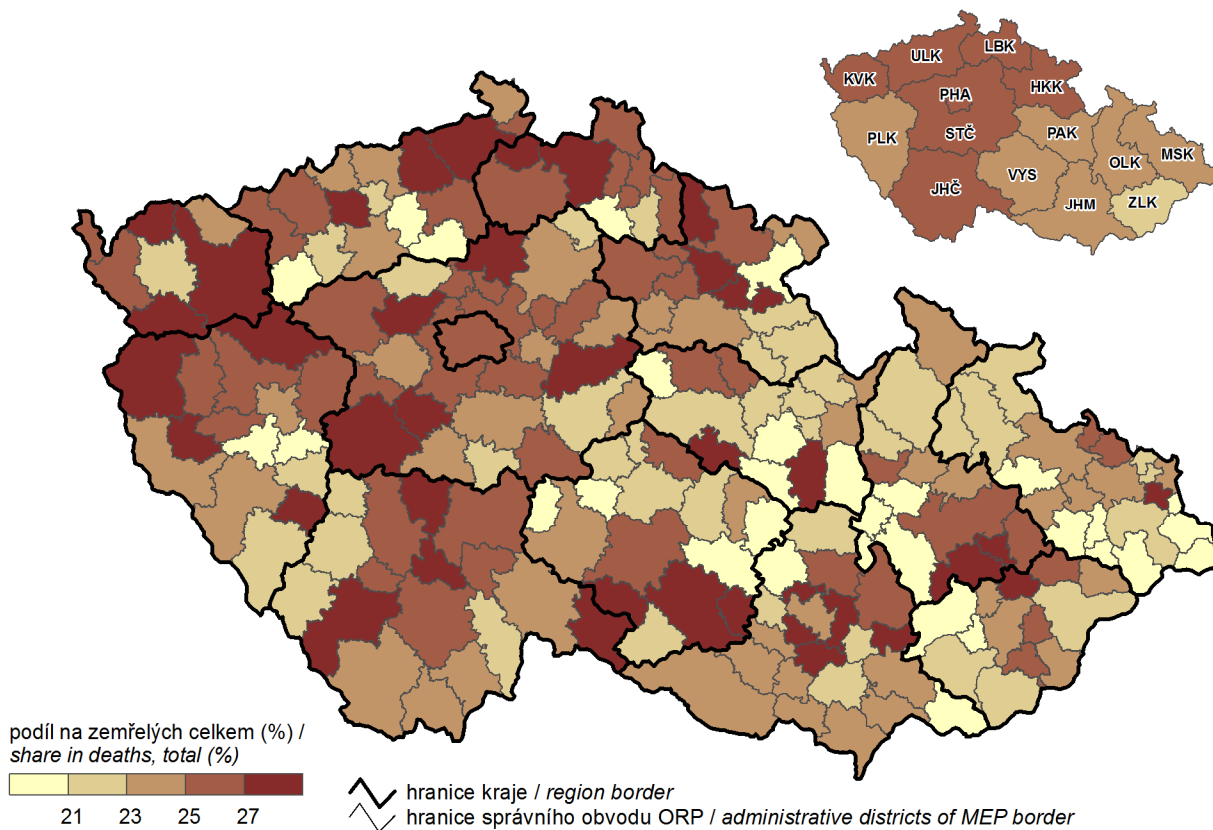 LBK
ULK
KVK
HKK
PHA
STČ
PAK
PLK
MSK
OLK
VYS
JHČ
ZLK
JHM
podíl na zemřelých celkem (%) /
share in deaths, total (%)
21 23 25 27
hranice kraje / region border
hranice správního obvodu ORP / administrative districts of MEP border